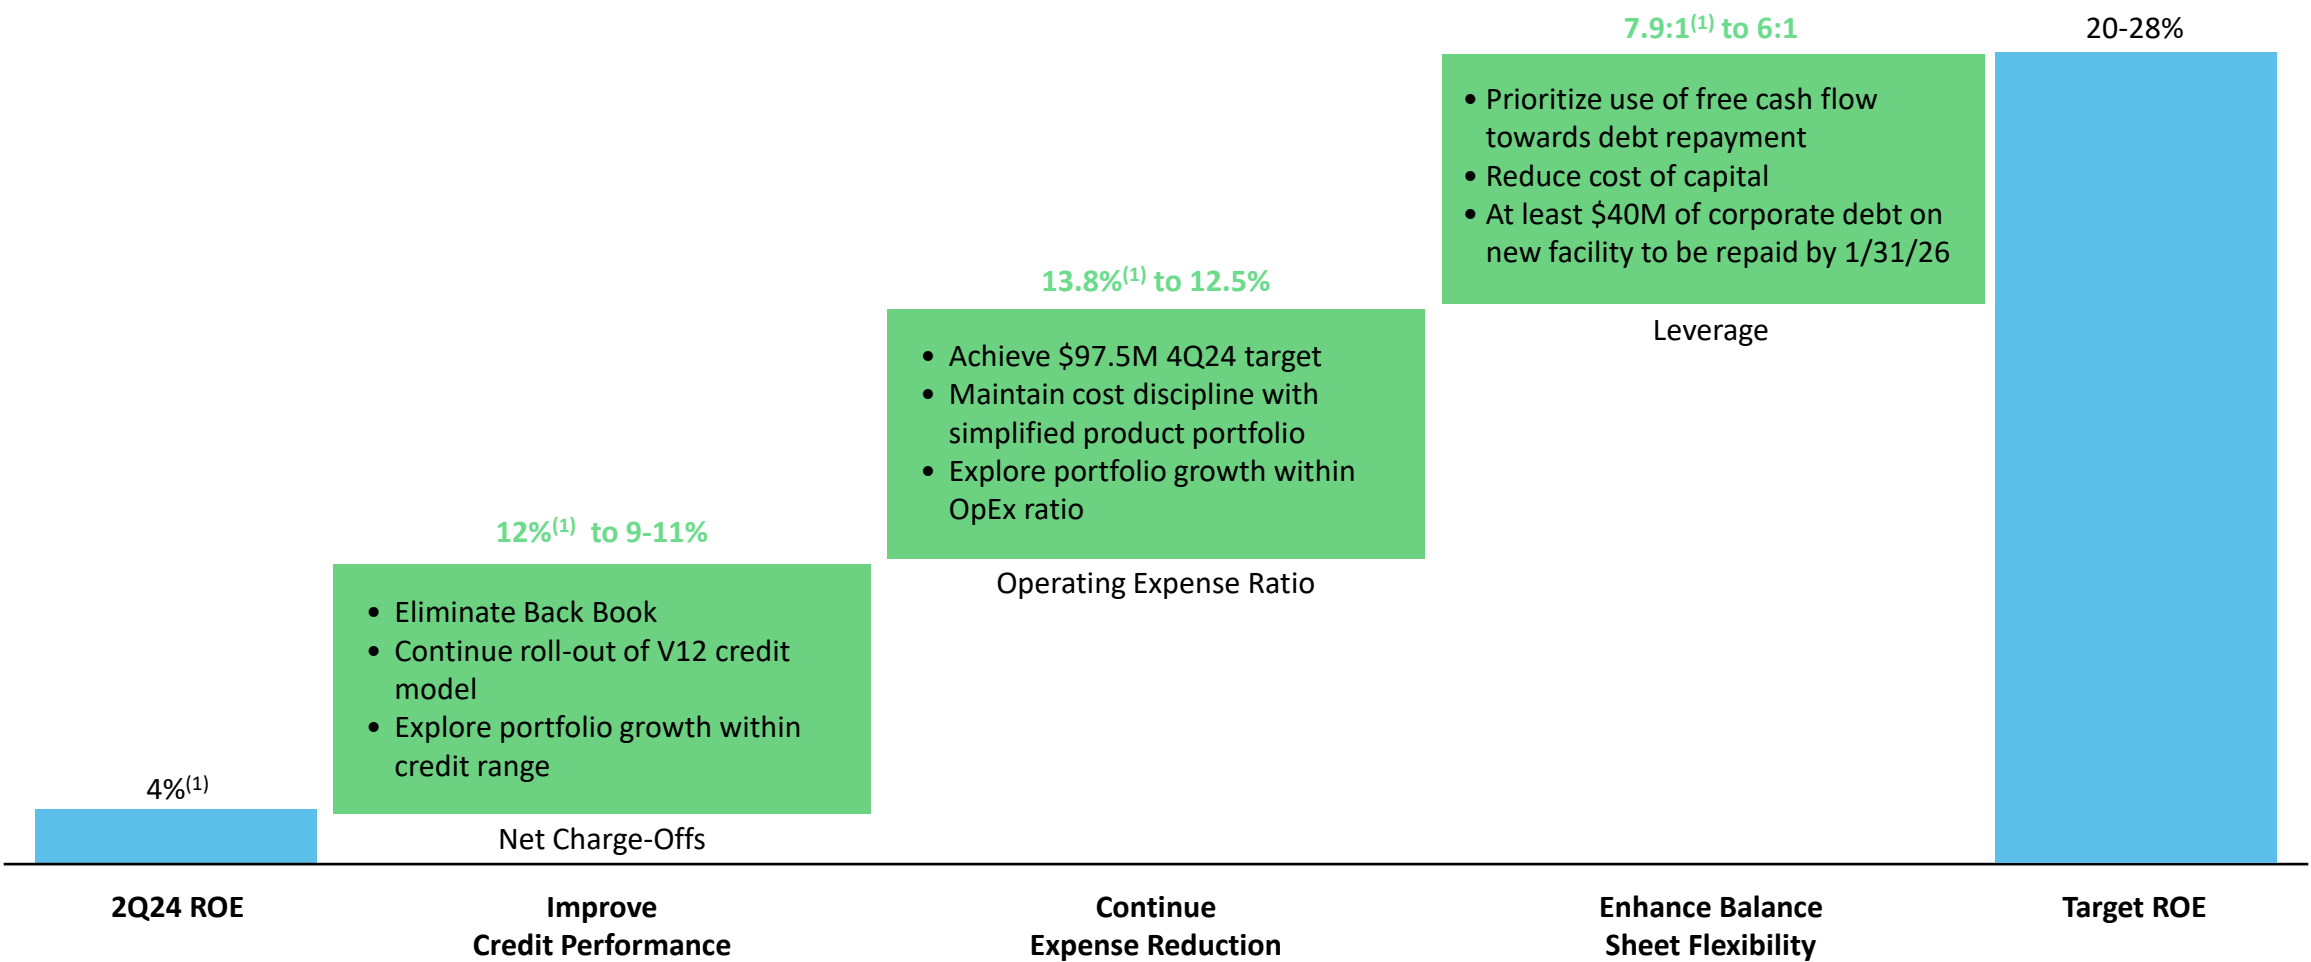 4%(1)
2Q24 ROE
12%(1) to 9-11%
• Eliminate Back Book
• Continue roll-out of V12 credit
model
• Explore portfolio growth within
credit range
Net Charge-Offs
Improve
Credit Performance
13.8%(1) to 12.5%
• Achieve $97.5M 4Q24 target
• Maintain cost discipline with
simplified product portfolio
• Explore portfolio growth within
OpEx ratio
Operating Expense Ratio
Continue
Expense Reduction
7.9:1(1) to 6:1
• Prioritize use of free cash flow
towards debt repayment
• Reduce cost of capital
• At least $40M of corporate debt on
new facility to be repaid by 1/31/26
Leverage
Enhance Balance
Sheet Flexibility
20-28%
Target ROE